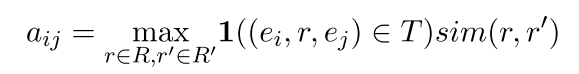 a_{ij} = \max_{r \in R, r' \in R'} \mathbf{1}((e_i, r, e_j) \in T) sim(r, r')